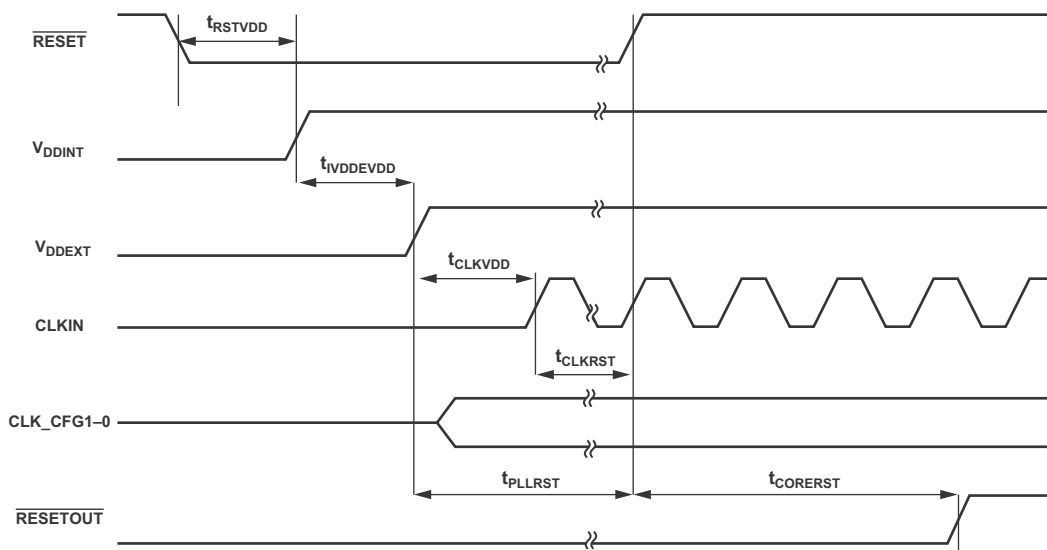 RESET
tRSTVDD
VDDINT
tIVDDEVDD
VDDEXT
tCLKVDD
CLKIN
tCLKRST
CLK_CFG1–0
tPLLRST
tCORERST
RESETOUT